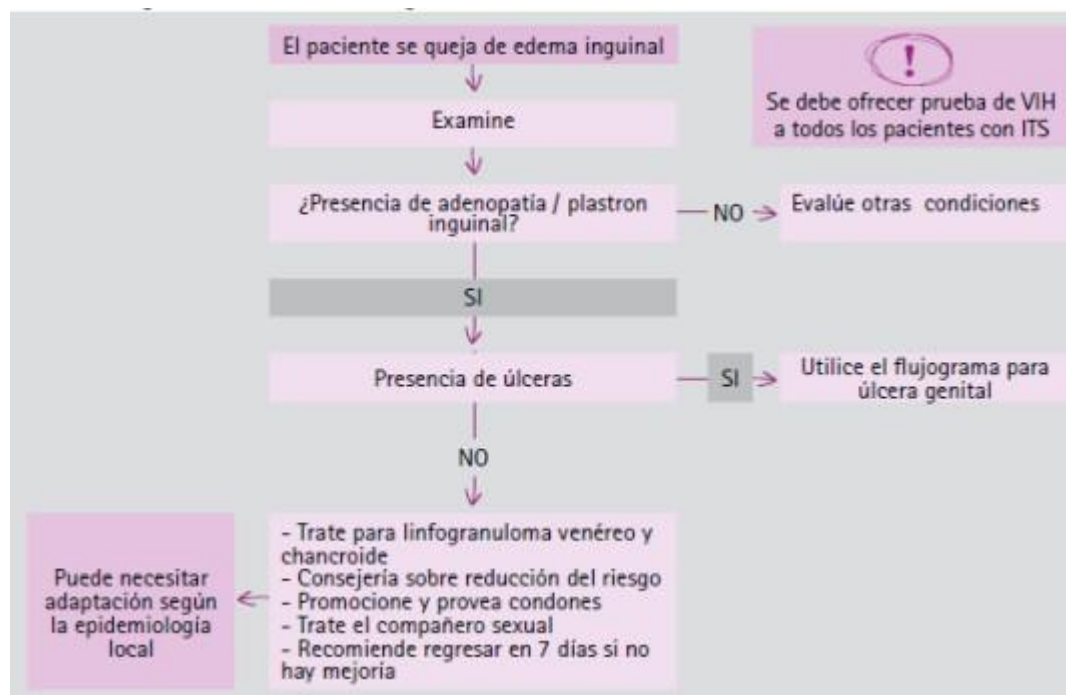 El paciente se queja de edema inguinal
!
Se debe ofrecer prueba de VIH
a todos los pacientes con ITS
Examine
¿Presencia de adenopatía / plastron
inguinal?
NO
Evalúe otras condiciones
SI
Presencia de úlceras
SI
Utilice el flujograma para
úlcera genital
NO
- Trate para linfogranuloma venéreo y
chancroide
- Consejería sobre reducción del riesgo
- Promocione y provea condones
- Trate el compañero sexual
- Recomiende regresar en 7 días si no
hay mejoría
Puede necesitar
adaptación según
la epidemiología
local